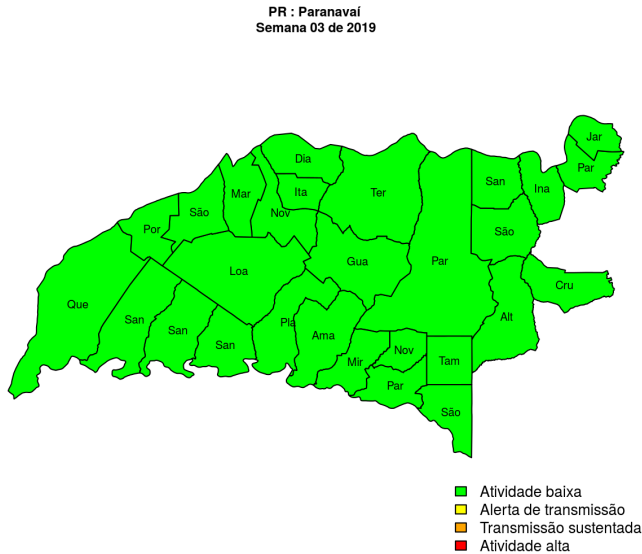 PR : Paranavaí
Semana 03 de 2019
Jar
Par
Dia
Ita
Mar
Nov
São
Por
Ter
San
Ina
São
Par
Gua
Loa
Cru
Que
San
San
San
Pla
Ama
Alt
Mir
Nov
Tam
Par
São
Atividade baixa
Alerta de transmissão
Transmissão sustentada
Atividade alta